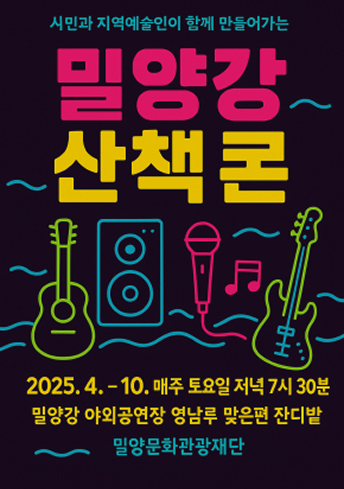 시민과 지역예술인이 함께 만들어가는
밀양강
산책 콘
2025. 4. – 10. 매주 토요일 저녁 7시 30분
밀양강 야외공연장 영남루 맞은편 잔디밭
밀양문화관광재단